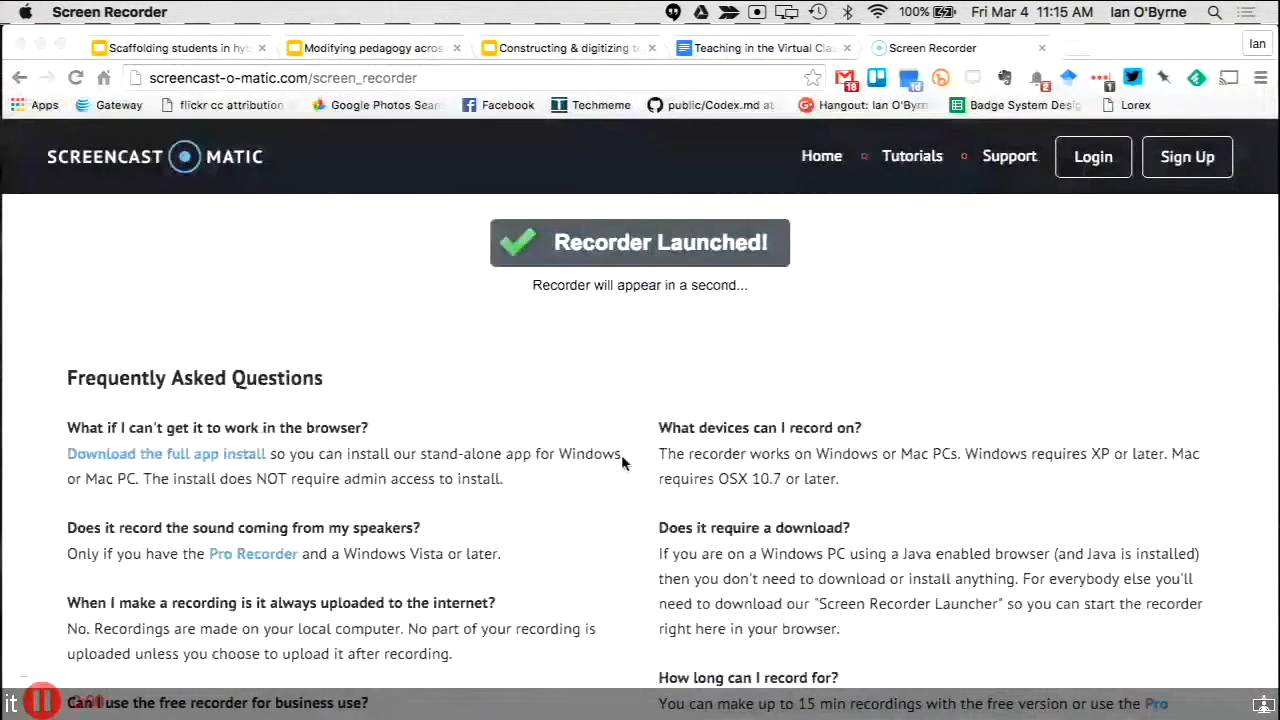 Screen Recorder
100%
Fri Mar 4 11:15 AM
Ian O'Byrne
Scaffolding students in hyb
Modifying pedagogy across
Constructing & digitizing te
Teaching in the Virtual Clas
Screen Recorder
Ian
screencast-o-matic.com/screen_recorder
18
1d
2
1
Apps
Gateway
flickr cc attribution
Google Photos Sea
Facebook
Techmeme
public/Codex.md at
Hangout: Ian O'Byrn
Badge System Desig
Lorex
SCREENCAST O MATIC
Home
Tutorials
Support
Login
Sign Up
Recorder Launched!
Recorder will appear in a second...
Frequently Asked Questions
What if I can't get it to work in the browser?
Download the full app install so you can install our stand-alone app for Windows
or Mac PC. The install does NOT require admin access to install.
Does it record the sound coming from my speakers?
Only if you have the Pro Recorder and a Windows Vista or later.
When I make a recording is it always uploaded to the internet?
No. Recordings are made on your local computer. No part of your recording is
uploaded unless you choose to upload it after recording.
Can I use the free recorder for business use?
What devices can I record on?
The recorder works on Windows or Mac PCs. Windows requires XP or later. Mac
requires OSX 10.7 or later.
Does it require a download?
If you are on a Windows PC using a Java enabled browser (and Java is installed)
then you don't need to download or install anything. For everybody else you'll
need to download our "Screen Recorder Launcher" so you can start the recorder
right here in your browser.
How long can I record for?
You can make up to 15 min recordings with the free version or use the Pro
it